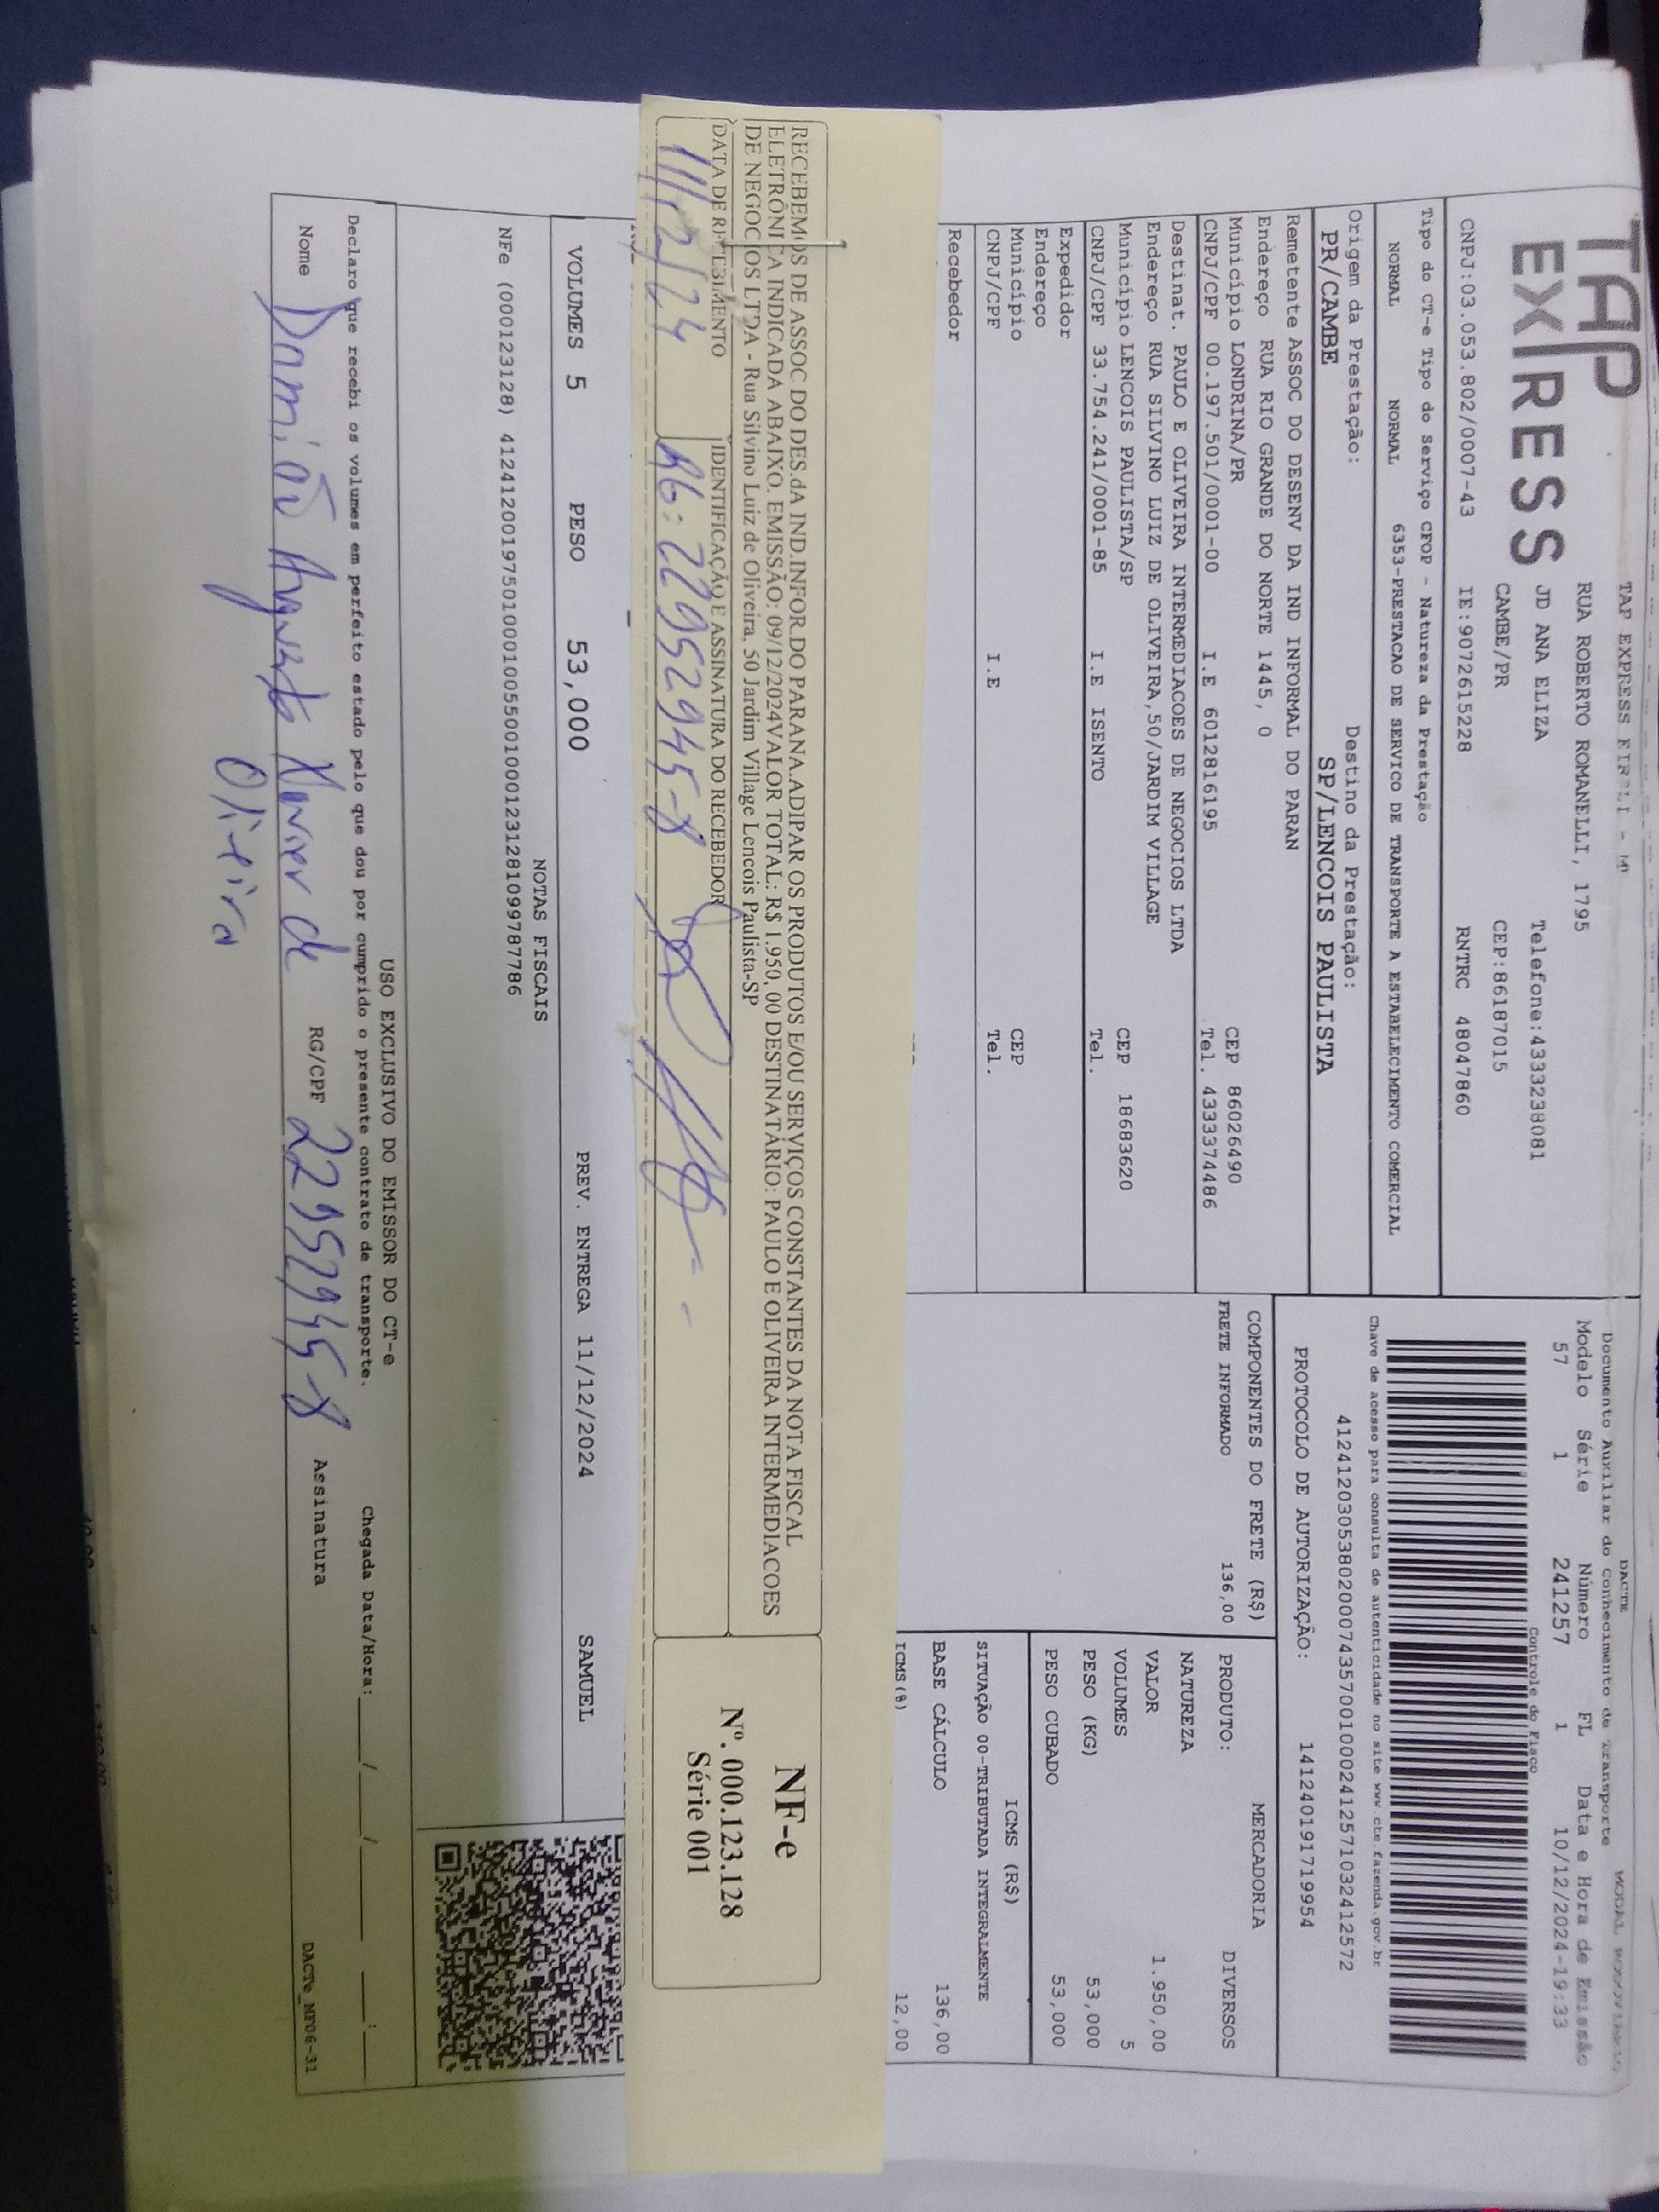 TAP
EXPRESS
TAP EXPRESS EIRELI - M
RUA ROBERTO ROMANELLI, 1795
JD ANA ELIZA Telefone:4333238081
CAMBE/PR CEP:86187015
CNPJ:03.053.802/0007-43 IE:9072615228 RNTRC 48047860
DACTE
Documento Auxiliar do Conhecimento de Transporte
Modelo Série Número FL Data e Hora de Emissão
57 1 241257 1 10/12/2024-19:33
Controle do Fisco
Chave de acesso para consulta de autenticidade no site www.cte.fazenda.gov.br
41241203053802000743570010002412571032412572
PROTOCOLO DE AUTORIZAÇÃO: 141240191719954
Tipo do CT-e Tipo do Serviço CFOP - Natureza da Prestação
NORMAL NORMAL 6353-PRESTACAO DE SERVICO DE TRANSPORTE A ESTABELECIMENTO COMERCIAL
Origem da Prestação: Destino da Prestação:
PR/CAMBE SP/LENCOIS PAULISTA
Remetente ASSOC DO DESENV DA IND INFORMAL DO PARAN
Endereço RUA RIO GRANDE DO NORTE 1445, 0
Município LONDRINA/PR CEP 86026490
CNPJ/CPF 00.197.501/0001-00 I.E 6012816195 Tel. 43333744486
Destinat. PAULO E OLIVEIRA INTERMEDIACOES DE NEGOCIOS LTDA
Endereço RUA SILVINO LUIZ DE OLIVEIRA,50/JARDIM VILLAGE
Município LENCOIS PAULISTA/SP CEP 18683620
CNPJ/CPF 33.754.241/0001-85 I.E ISENTO Tel.
Expedidor
Endereço
Município CEP
CNPJ/CPF I.E Tel.
Recebedor
COMPONENTES DO FRETE (R$)
FRETE INFORMADO 136,00
MERCADORIA
PRODUTO: DIVERSOS
NATUREZA
VALOR 1.950,00
VOLUMES 5
PESO (KG) 53,000
PESO CUBADO 53,000
ICMS (R$)
SITUAÇÃO 00-TRIBUTADA INTEGRALMENTE
BASE CÁLCULO 136,00
ICMS(%) 12,00
RECEBEMOS DE ASSOC DO DES.da IND.INFOR.DO PARANA.ADIPAR OS PRODUTOS E/OU SERVIÇOS CONSTANTES DA NOTA FISCAL
ELETRÔNICA INDICADA ABAIXO. EMISSÃO: 09/12/2024VALOR TOTAL: R$ 1.950, 00 DESTINATÁRIO: PAULO E OLIVEIRA INTERMEDIACOES
DE NEGOCIOS LTDA - Rua Silvino Luiz de Oliveira, 50 Jardim Village Lencois Paulista-SP
DATA DE RECEBIMENTO IDENTIFICAÇÃO E ASSINATURA DO RECEBEDOR
11/12/24 RG: 22952945-8
NF-e
Nº. 000.123.128
Série 001
VOLUMES 5 PESO 53,000 PREV. ENTREGA 11/12/2024 SAMUEL
NOTAS FISCAIS
NFe (000123128) 41241200197501000100550010001231281099787786
USO EXCLUSIVO DO EMISSOR DO CT-e
Declaro que recebi os volumes em perfeito estado pelo que dou por cumprido o presente contrato de transporte. Chegada Data/Hora:____/____/______ ____:____
Nome Damião Augusto Xavier de RG/CPF 22952945-8 Assinatura
Oliveira
DACTe_MF06-31